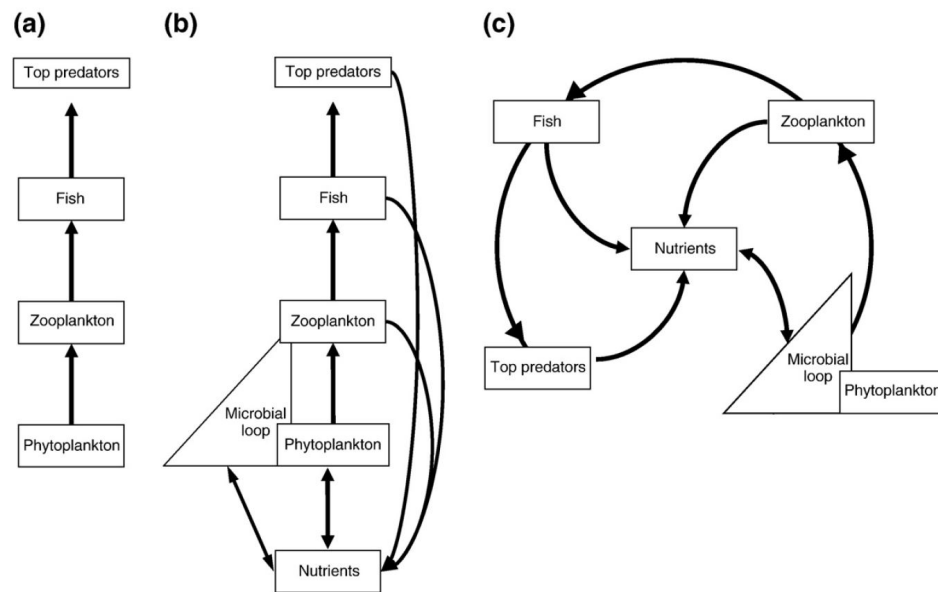 (a)
Top predators
Fish
Zooplankton
Phytoplankton
(b)
Top predators
Fish
Zooplankton
Microbial
loop
Phytoplankton
Nutrients
(c)
Fish
Zooplankton
Nutrients
Top predators
Microbial
loop
Phytoplankton